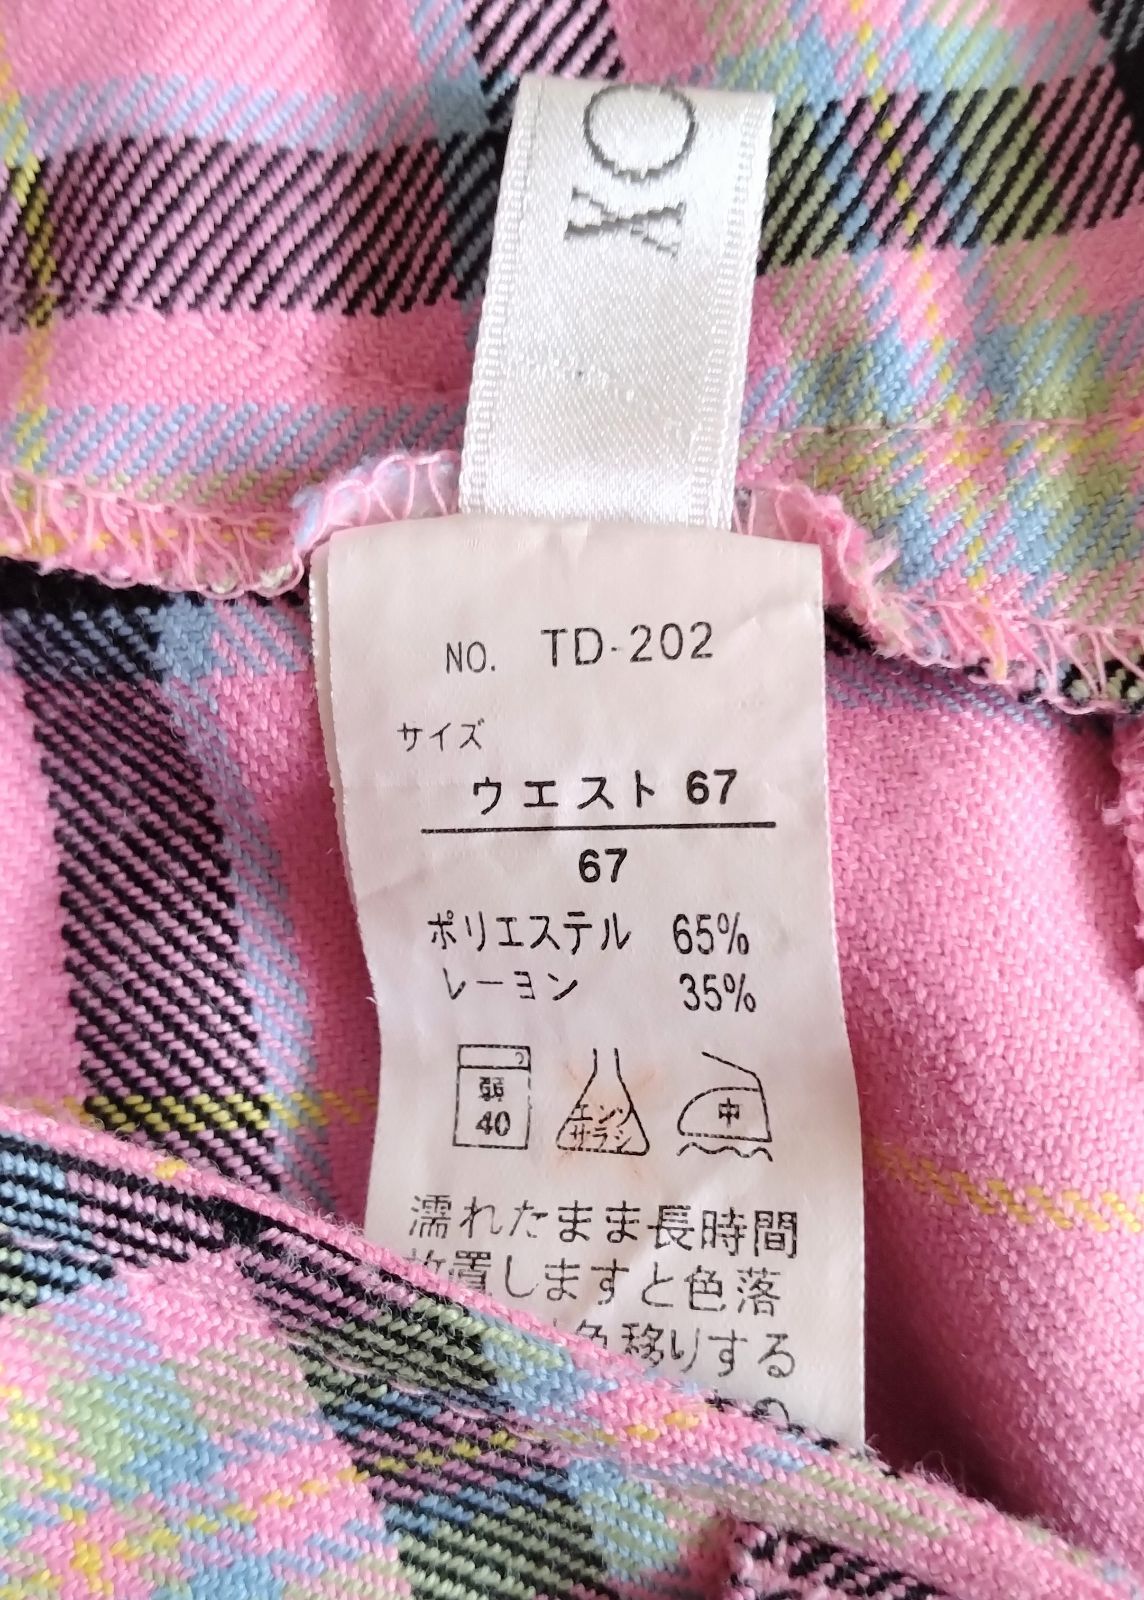 XO
NO. TD-202
サイズ
ウエスト 67
67
ポリエステル 65%
レーヨン 35%
弱
40
エンソ
サラシ
中
濡れたまま長時間
放置しますと色落
色移りする